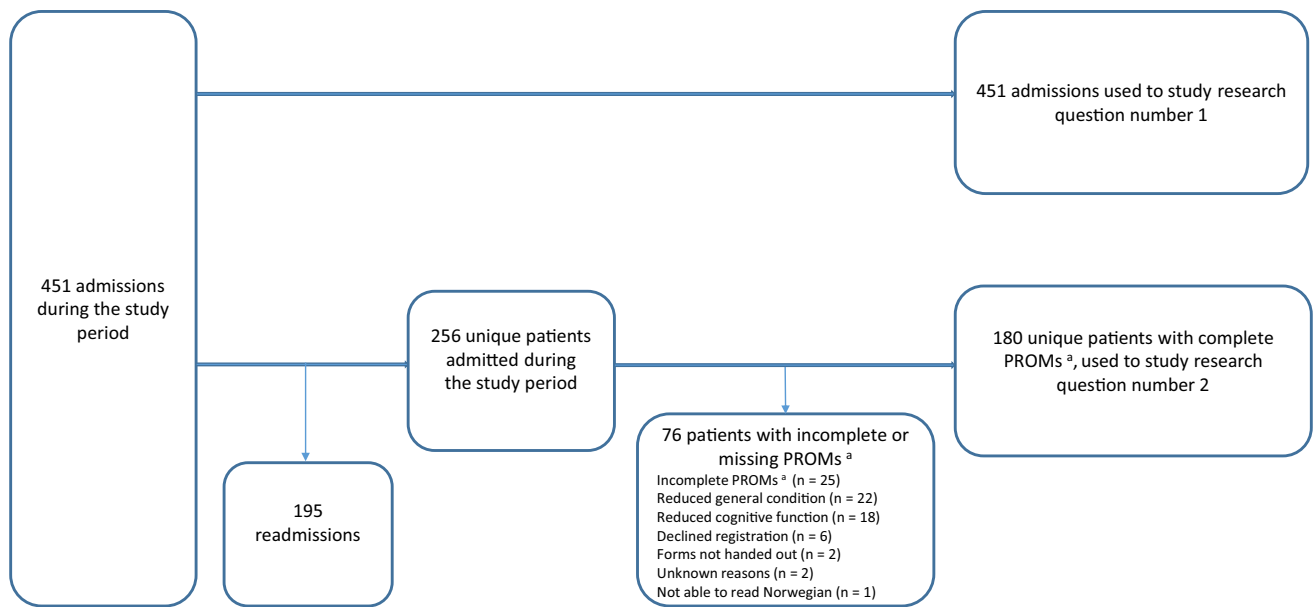 451 admissions
during the study
period
451 admissions used to study research
question number 1
256 unique patients
admitted during
the study period
180 unique patients with complete
PROMs ᵃ, used to study research
question number 2
195
readmissions
76 patients with incomplete or
missing PROMs ᵃ
Incomplete PROMs ᵃ (n = 25)
Reduced general condition (n = 22)
Reduced cognitive function (n = 18)
Declined registration (n = 6)
Forms not handed out (n = 2)
Unknown reasons (n = 2)
Not able to read Norwegian (n = 1)